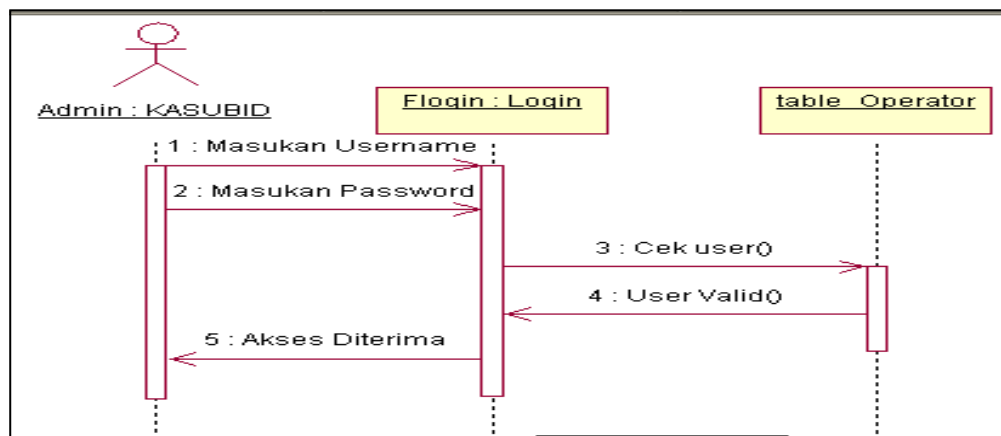 Admin : KASUBID
Flogin : Login
table_Operator
1 : Masukan Username
2 : Masukan Password
3 : Cek user()
4 : User Valid()
5 : Akses Diterima